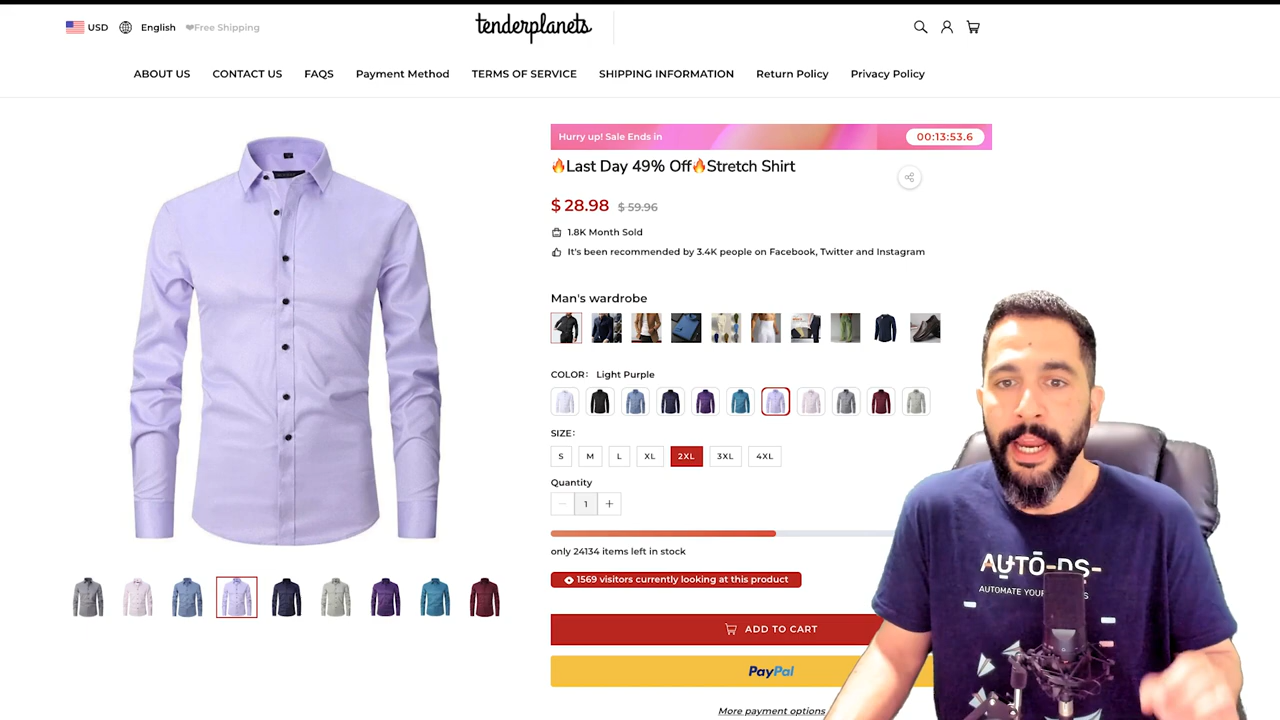 USD
English
❤Free Shipping
tenderplanets
ABOUT US
CONTACT US
FAQS
Payment Method
TERMS OF SERVICE
SHIPPING INFORMATION
Return Policy
Privacy Policy
Hurry up! Sale Ends in
00:13:53.6
🔥Last Day 49% Off🔥Stretch Shirt
$ 28.98 $ 59.96
1.8K Month Sold
It's been recommended by 3.4K people on Facebook, Twitter and Instagram
Man's wardrobe
COLOR: Light Purple
SIZE:
S M L XL 2XL 3XL 4XL
Quantity
1
only 24134 items left in stock
1569 visitors currently looking at this product
ADD TO CART
PayPal
More payment options
AUTŌ-DS-
AUTOMATE YOUR